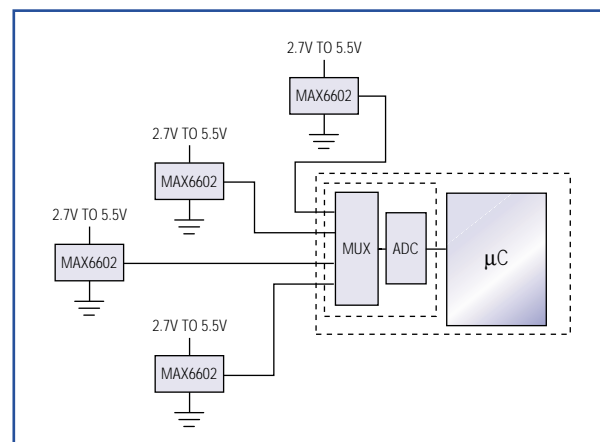 2.7V TO 5.5V
MAX6602
2.7V TO 5.5V
MAX6602
2.7V TO 5.5V
MAX6602
MUX
ADC
μC
2.7V TO 5.5V
MAX6602